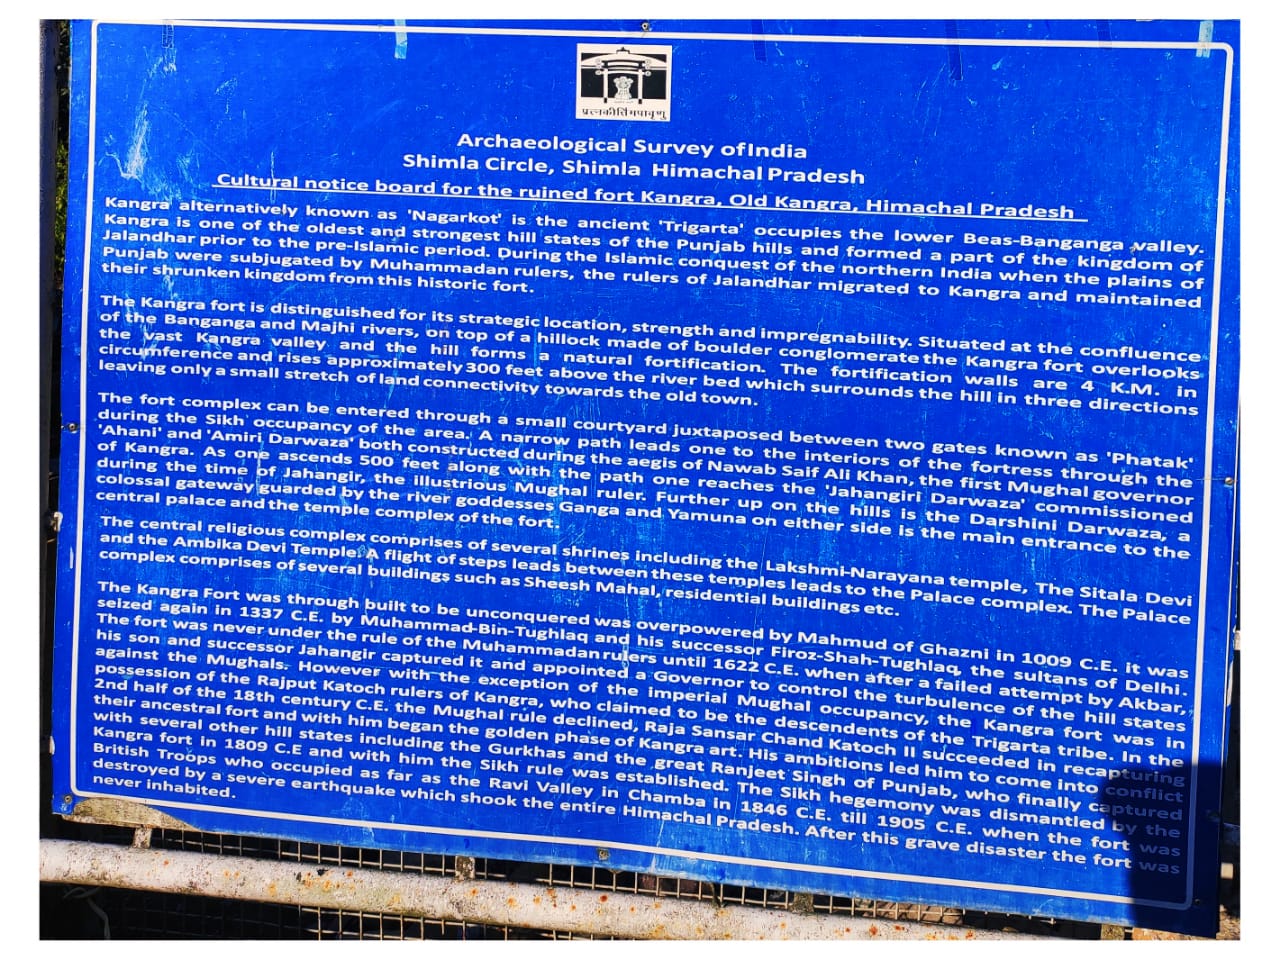 प्रत्नकीर्तिमपावृणु
Archaeological Survey of India
Shimla Circle, Shimla Himachal Pradesh
Cultural notice board for the ruined fort Kangra, Old Kangra, Himachal Pradesh
Kangra alternatively known as 'Nagarkot' is the ancient 'Trigarta' occupies the lower Beas-Banganga valley.
Kangra is one of the oldest and strongest hill states of the Punjab hills and formed a part of the kingdom of
Jalandhar prior to the pre-Islamic period. During the Islamic conquest of the northern India when the plains of
Punjab were subjugated by Muhammadan rulers, the rulers of Jalandhar migrated to Kangra and maintained
their shrunken kingdom from this historic fort.
The Kangra fort is distinguished for its strategic location, strength and impregnability. Situated at the confluence
of the Banganga and Majhi rivers, on top of a hillock made of boulder conglomerate the Kangra fort overlooks
the vast Kangra valley and the hill forms a natural fortification. The fortification walls are 4 K.M. in
circumference and rises approximately 300 feet above the river bed which surrounds the hill in three directions
leaving only a small stretch of land connectivity towards the old town.
The fort complex can be entered through a small courtyard juxtaposed between two gates known as 'Phatak'
during the Sikh occupancy of the area. A narrow path leads one to the interiors of the fortress through the
'Ahani' and 'Amiri Darwaza' both constructed during the aegis of Nawab Saif Ali Khan, the first Mughal governor
of Kangra. As one ascends 500 feet along with the path one reaches the 'Jahangiri Darwaza' commissioned
during the time of Jahangir, the illustrious Mughal ruler. Further up on the hills is the Darshini Darwaza, a
colossal gateway guarded by the river goddesses Ganga and Yamuna on either side is the main entrance to the
central palace and the temple complex of the fort.
The central religious complex comprises of several shrines including the Lakshmi-Narayana temple, The Sitala Devi
and the Ambika Devi Temple. A flight of steps leads between these temples leads to the Palace complex. The Palace
complex comprises of several buildings such as Sheesh Mahal, residential buildings etc.
The Kangra Fort was through built to be unconquered was overpowered by Mahmud of Ghazni in 1009 C.E. it was
seized again in 1337 C.E. by Muhammad-Bin-Tughlaq and his successor Firoz-Shah-Tughlaq, the sultans of Delhi.
The fort was never under the rule of the Muhammadan rulers until 1622 C.E. when after a failed attempt by Akbar,
his son and successor Jahangir captured it and appointed a Governor to control the turbulence of the hill states
against the Mughals. However with the exception of the imperial Mughal occupancy, the Kangra fort was in
possession of the Rajput Katoch rulers of Kangra, who claimed to be the descendents of the Trigarta tribe. In the
2nd half of the 18th century C.E. the Mughal rule declined, Raja Sansar Chand Katoch II succeeded in recapturing
their ancestral fort and with him began the golden phase of Kangra art. His ambitions led him to come into conflict
with several other hill states including the Gurkhas and the great Ranjeet Singh of Punjab, who finally captured
Kangra fort in 1809 C.E and with him the Sikh rule was established. The Sikh hegemony was dismantled by the
British Troops who occupied as far as the Ravi Valley in Chamba in 1846 C.E. till 1905 C.E. when the fort was
destroyed by a severe earthquake which shook the entire Himachal Pradesh. After this grave disaster the fort was
never inhabited.